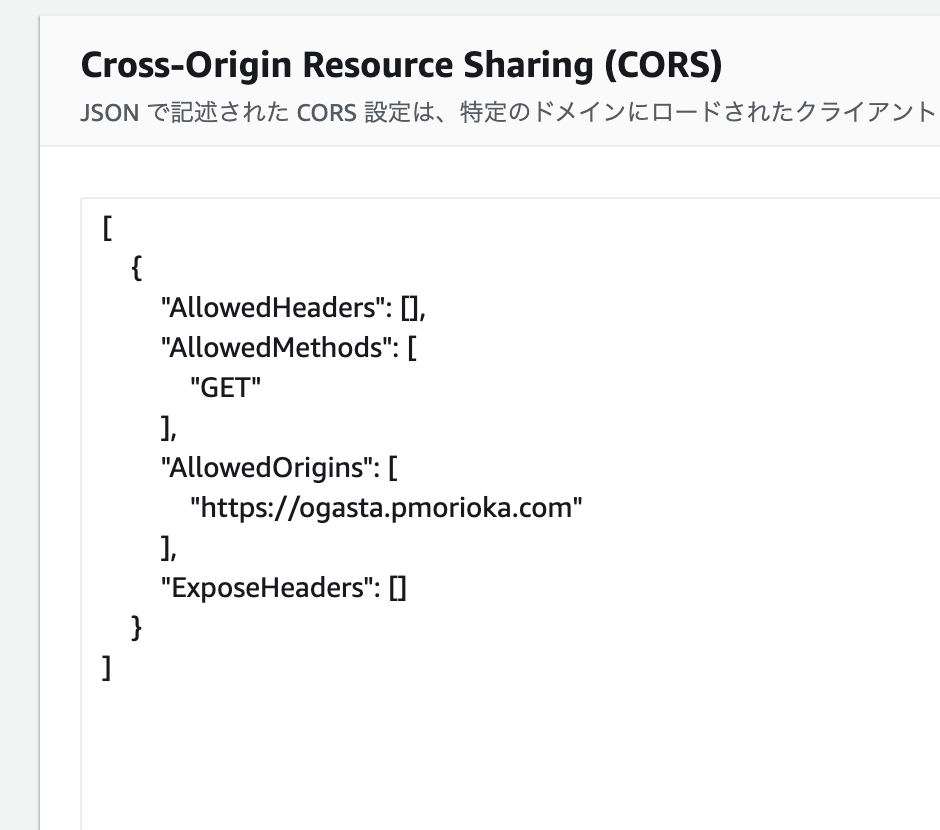 Cross-Origin Resource Sharing (CORS)
JSON で記述された CORS 設定は、特定のドメインにロードされたクライアント
[
{
"AllowedHeaders": [],
"AllowedMethods": [
"GET"
],
"AllowedOrigins": [
"https://ogasta.pmorioka.com"
],
"ExposeHeaders": []
}
]